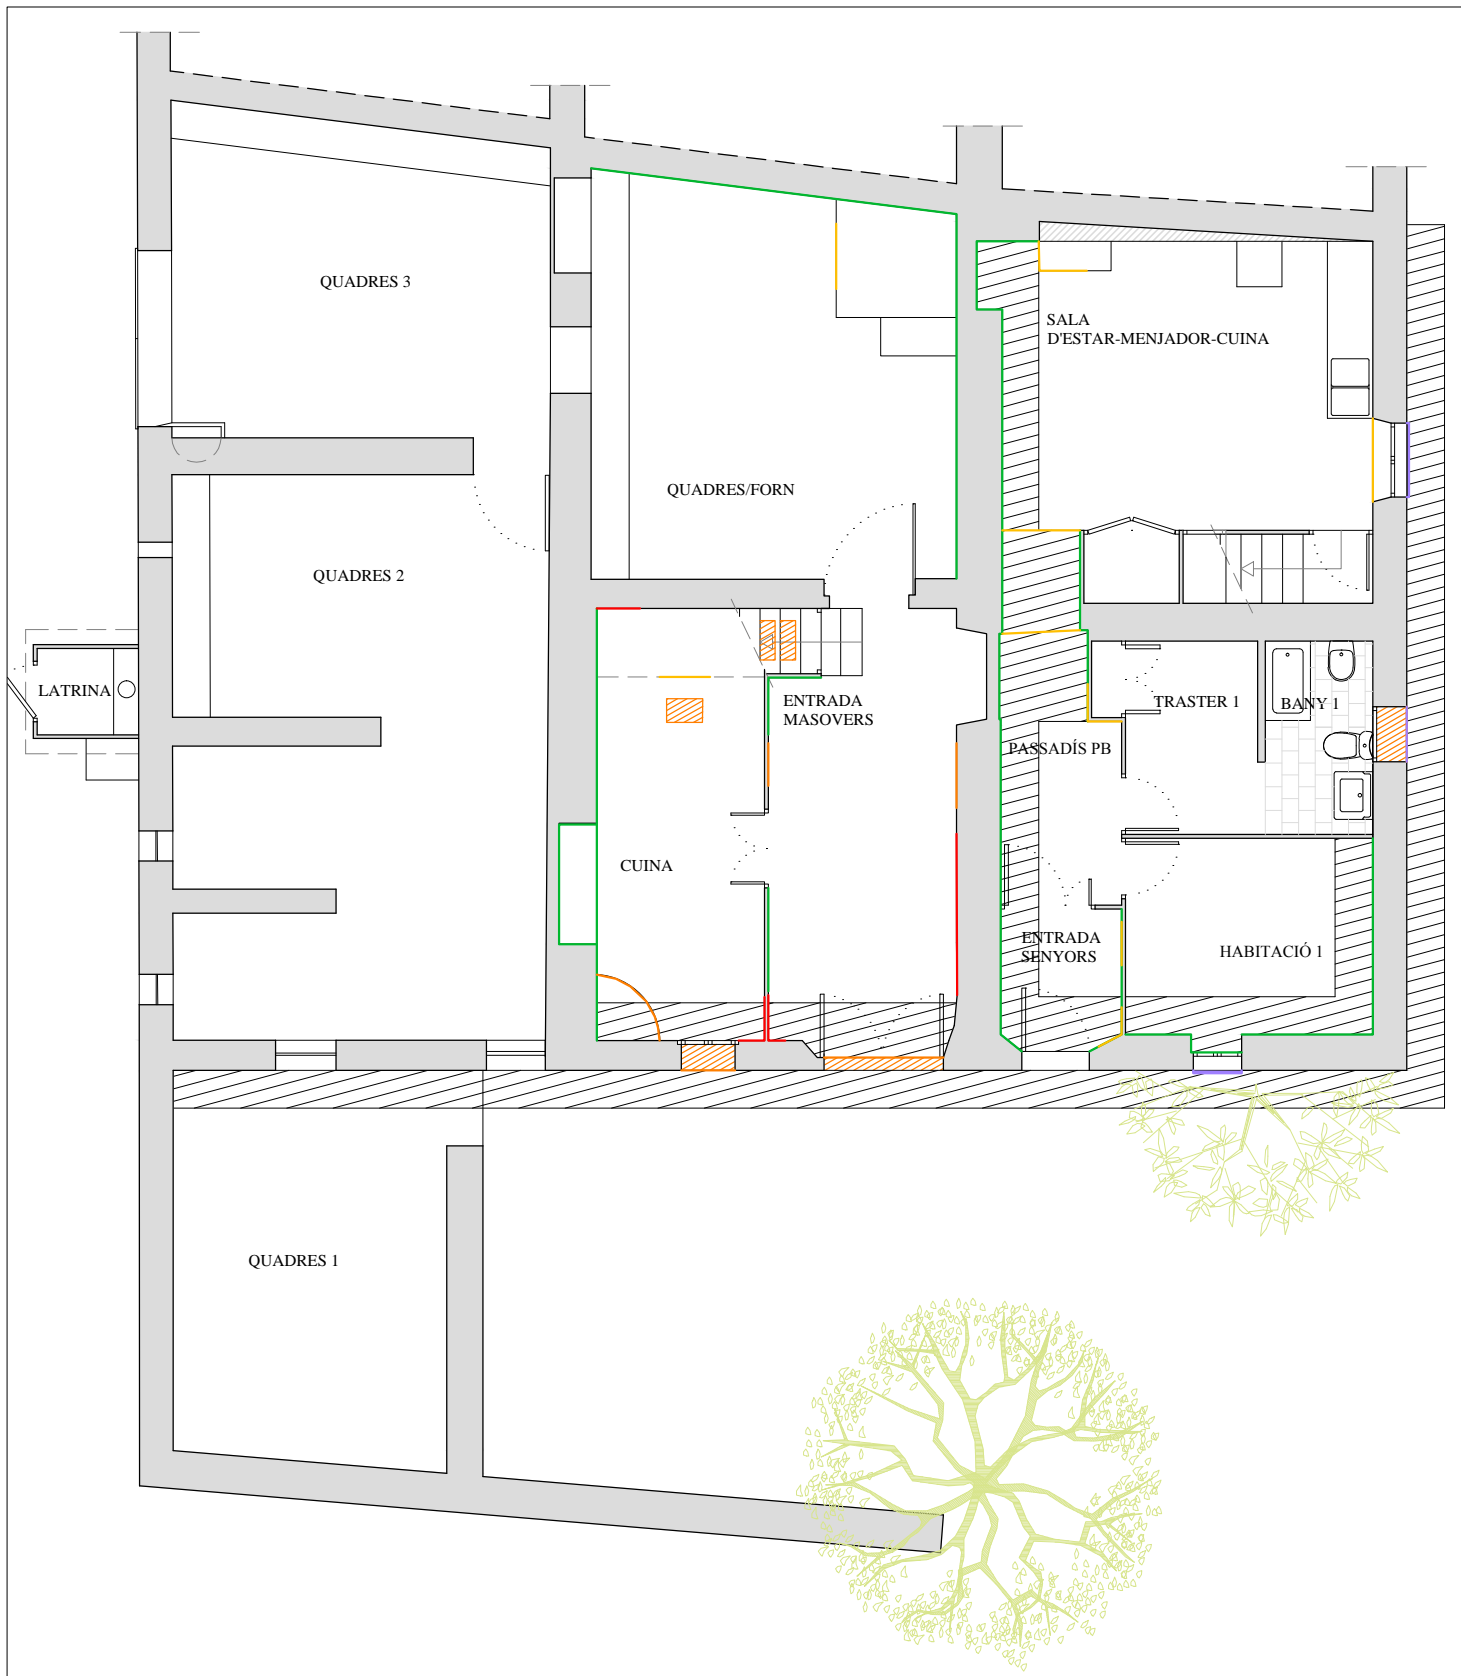 QUADRES 3
SALA
D'ESTAR-MENJADOR-CUINA
QUADRES/FORN
QUADRES 2
LATRINA
ENTRADA
MASOVERS
TRASTER 1
BANY 1
PASSADÍS PB
CUINA
ENTRADA
SENYORS
HABITACIÓ 1
QUADRES 1